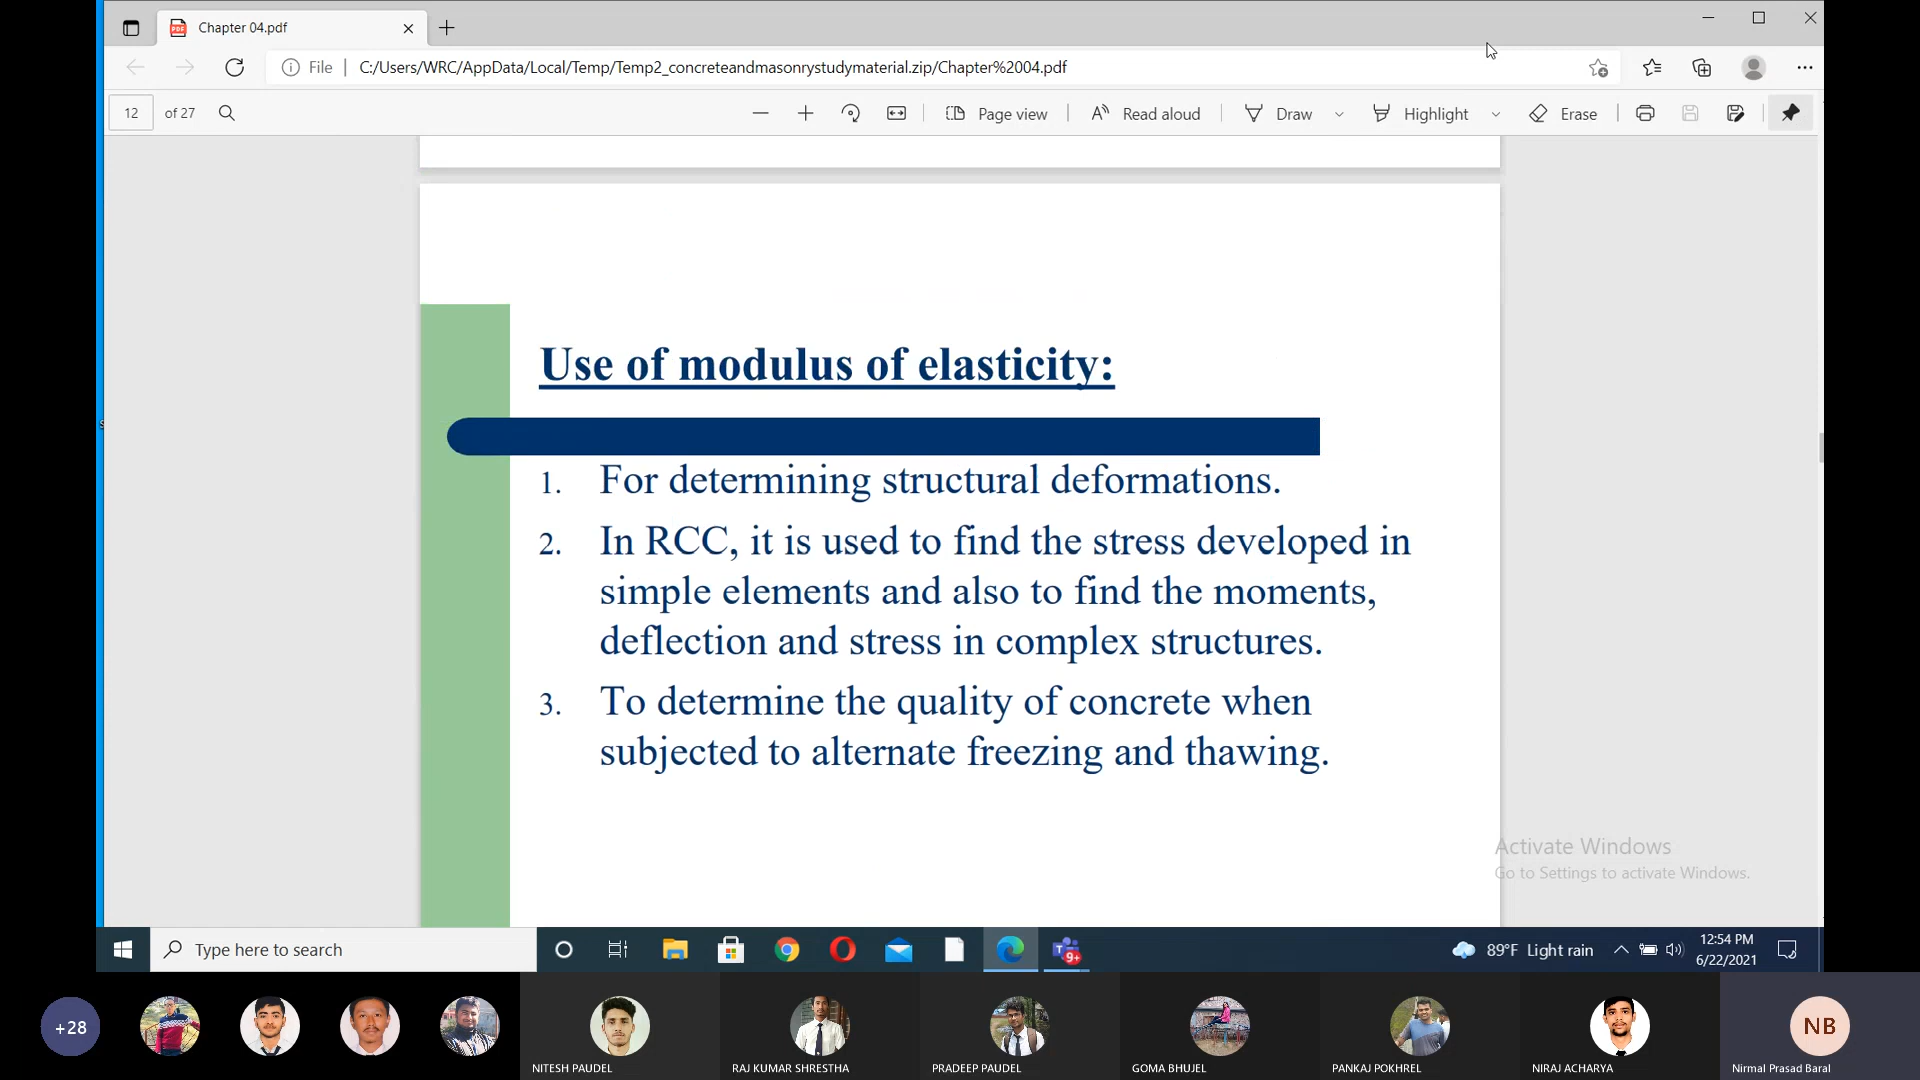 Chapter 04.pdf
File | C:/Users/WRC/AppData/Local/Temp/Temp2_concreteandmasonrystudymaterial.zip/Chapter%2004.pdf
12 of 27 Page view Read aloud Draw Highlight Erase
Use of modulus of elasticity:
1. For determining structural deformations.
2. In RCC, it is used to find the stress developed in
simple elements and also to find the moments,
deflection and stress in complex structures.
3. To determine the quality of concrete when
subjected to alternate freezing and thawing.
Activate Windows
Go to Settings to activate Windows.
Type here to search
9+
89°F Light rain
12:54 PM
6/22/2021
+28
NB
NITESH PAUDEL
RAJ KUMAR SHRESTHA
PRADEEP PAUDEL
GOMA BHUJEL
PANKAJ POKHREL
NIRAJ ACHARYA
Nirmal Prasad Baral